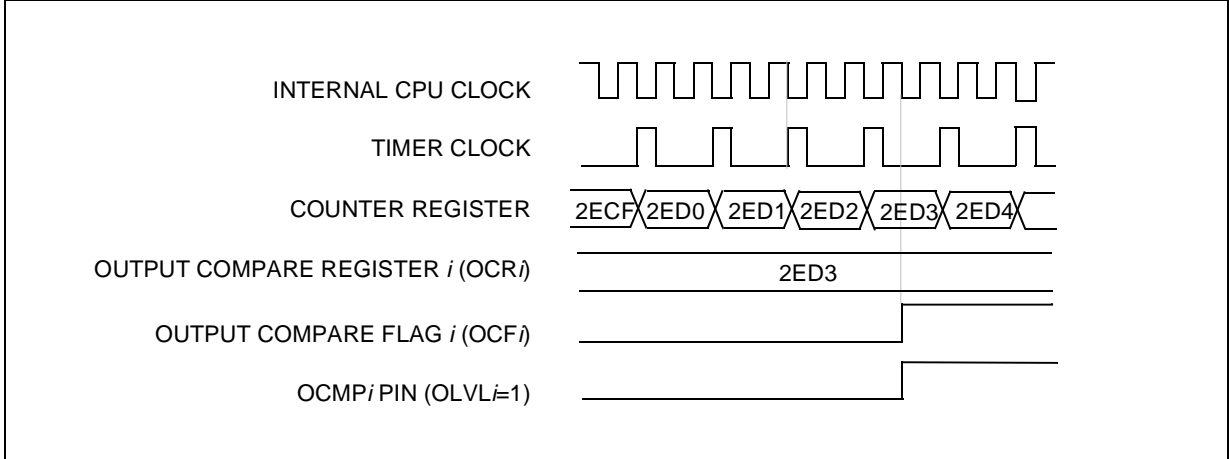 INTERNAL CPU CLOCK
TIMER CLOCK
COUNTER REGISTER 2ECF 2ED0 2ED1 2ED2 2ED3 2ED4
OUTPUT COMPARE REGISTER i (OCRi) 2ED3
OUTPUT COMPARE FLAG i (OCFi)
OCMPi PIN (OLVLi=1)